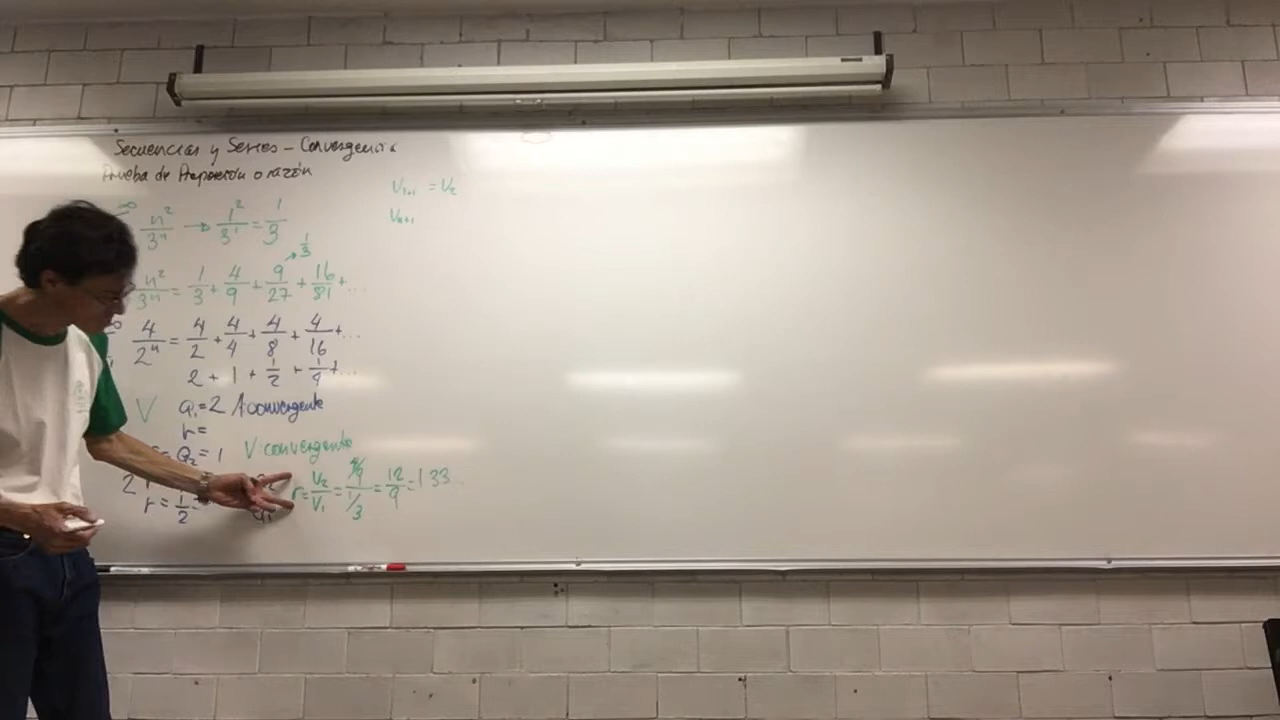 Secuencias y Series - Convergencia
Prueba de Proporción o razón
V₁₊₁ = V₂
Vₙ₊₁
∞ n²/3ⁿ → 1²/3¹ = 1/3
→ 1/3
n²/3ⁿ = 1/3 + 4/9 + 9/27 + 16/81 + ...
∞ 4/2ⁿ = 4/2 + 4/4 + 4/8 + 4/16 + ...
2 + 1 + 1/2 + 1/4 + ...
V a₁ = 2 A convergente
r =
= a₂ = 1 V convergente
r = V₂/V₁ = 4/9 / 1/3 = 12/9 = 1.33...
r = 1/2 =